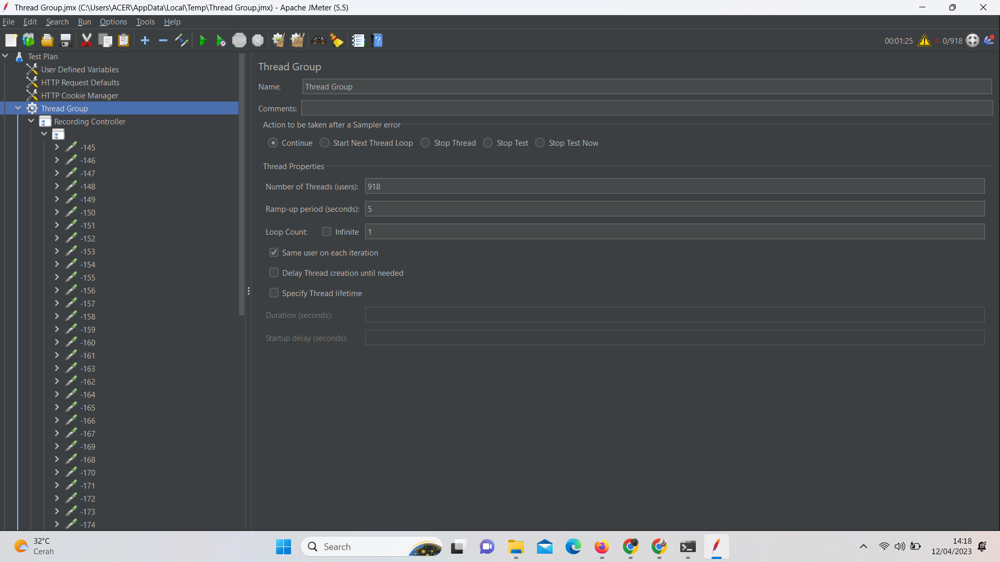 Thread Group.jmx (C:\Users\ACER\AppData\Local\Temp\Thread Group.jmx) - Apache JMeter (5.5)
File Edit Search Run Options Tools Help
STOP
00:01:25 4 0/918
Test Plan
User Defined Variables
HTTP Request Defaults
HTTP Cookie Manager
Thread Group
Recording Controller
-145
-146
-147
-148
-149
-150
-151
-152
-153
-154
-155
-156
-157
-158
-159
-160
-161
-163
-162
-164
-165
-166
-167
-169
-168
-170
-171
-172
-173
-174
Thread Group
Name: Thread Group
Comments:
Action to be taken after a Sampler error
Continue Start Next Thread Loop Stop Thread Stop Test Stop Test Now
Thread Properties
Number of Threads (users): 918
Ramp-up period (seconds): 5
Loop Count: Infinite 1
Same user on each iteration
Delay Thread creation until needed
Specify Thread lifetime
Duration (seconds):
Startup delay (seconds):
32°C
Cerah
Search
14:18
12/04/2023